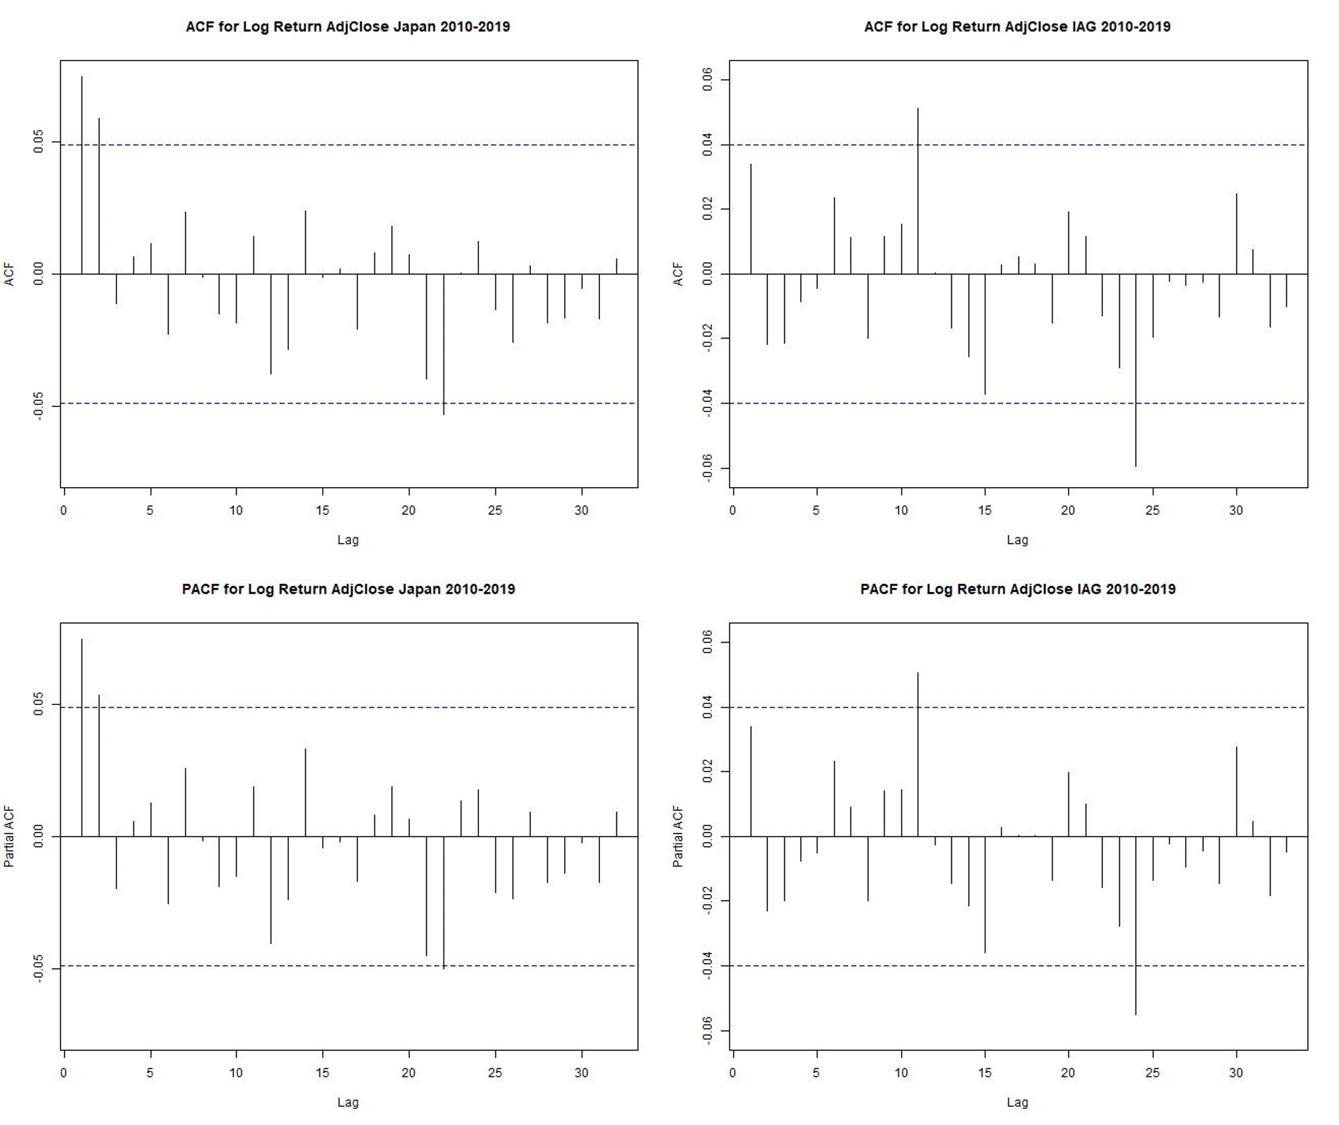 ACF for Log Return AdjClose Japan 2010-2019
ACF
0.05
0.00
-0.05
0 5 10 15 20 25 30
Lag
ACF for Log Return AdjClose IAG 2010-2019
ACF
0.06
0.04
0.02
0.00
-0.02
-0.04
-0.06
0 5 10 15 20 25 30
Lag
PACF for Log Return AdjClose Japan 2010-2019
Partial ACF
0.05
0.00
-0.05
0 5 10 15 20 25 30
Lag
PACF for Log Return AdjClose IAG 2010-2019
Partial ACF
0.06
0.04
0.02
0.00
-0.02
-0.04
-0.06
0 5 10 15 20 25 30
Lag